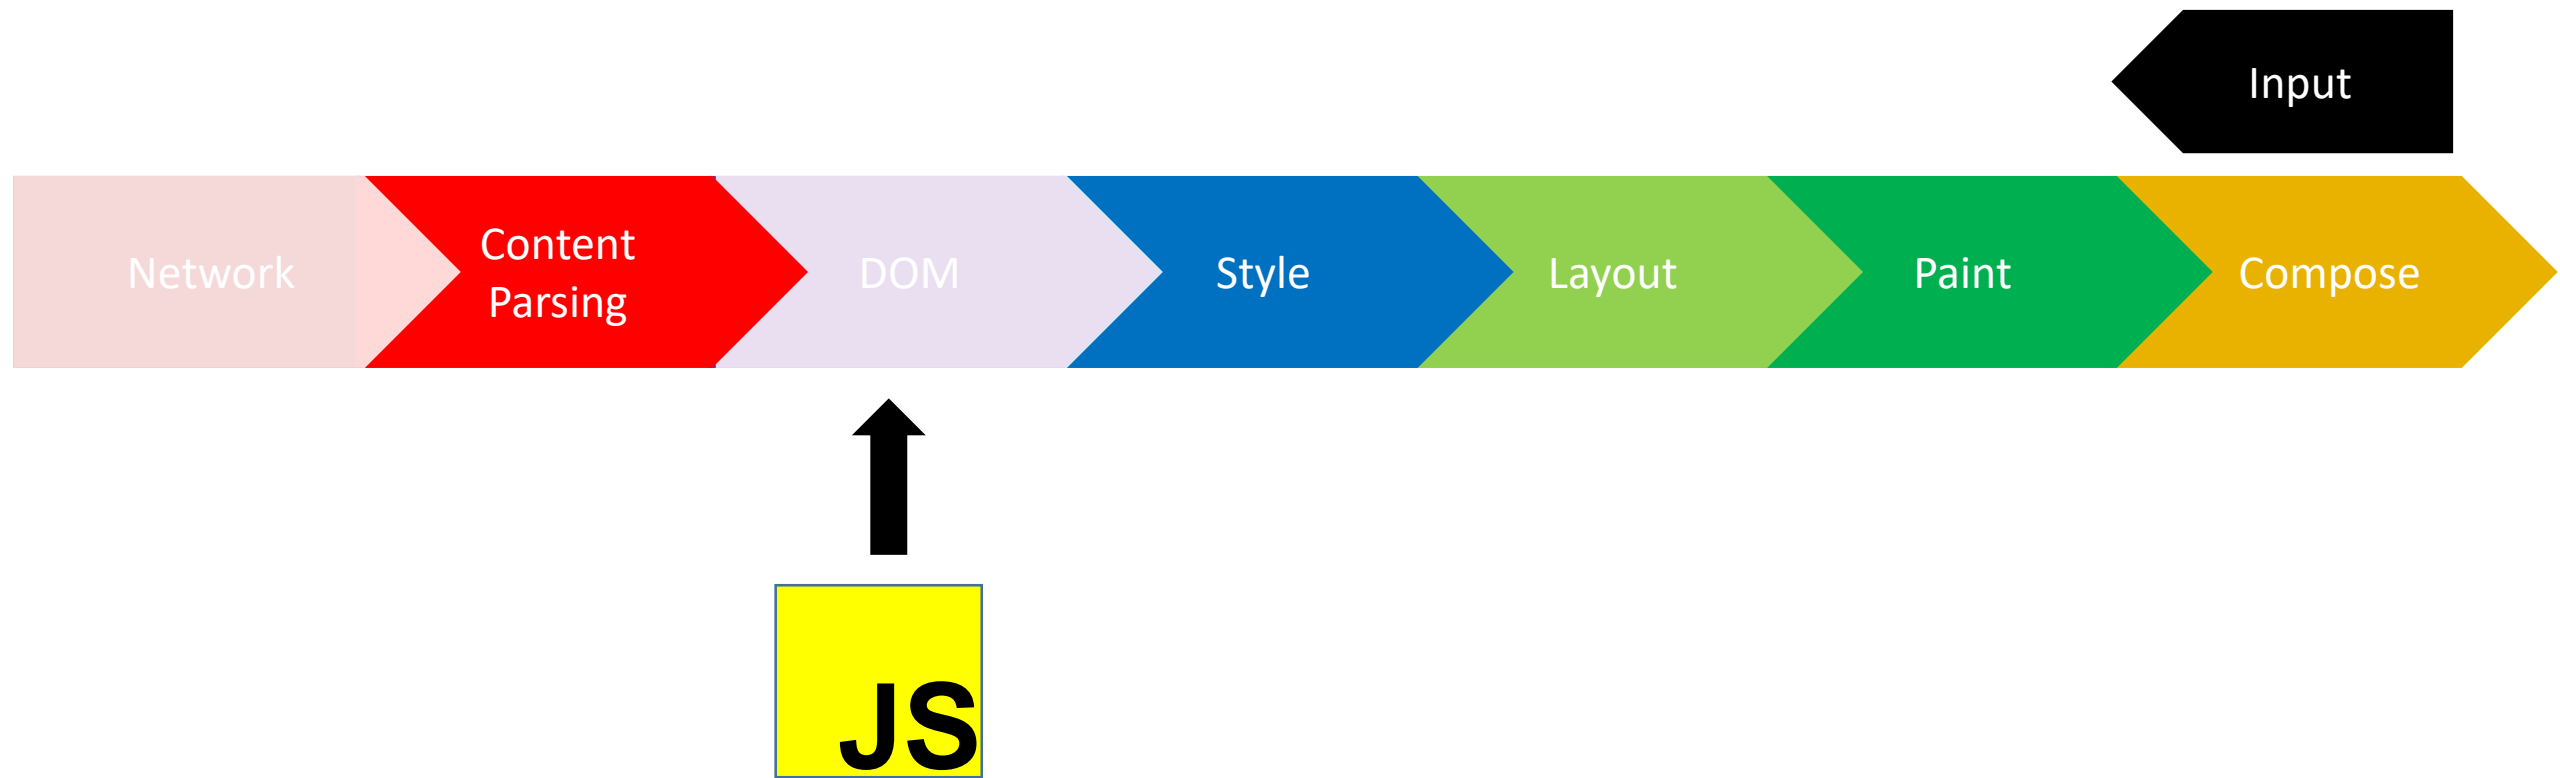 Input
Network
Content
Parsing
DOM
Style
Layout
Paint
Compose
JS